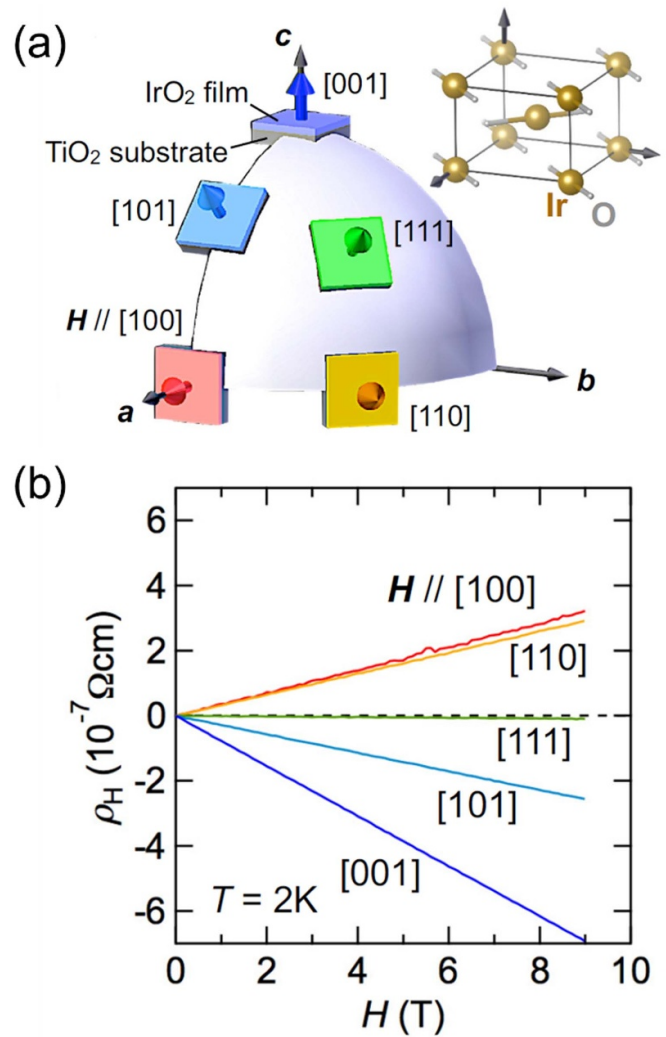 (a)
c
[001]
IrO₂ film
TiO₂ substrate
[101]
[111]
H // [100]
a
[110]
b
Ir
O
(b)
6
4
2
0
-2
-4
-6
ρH (10⁻⁷ Ωcm)
H // [100]
[110]
[111]
[101]
[001]
T = 2K
0
2
4
6
8
10
H (T)